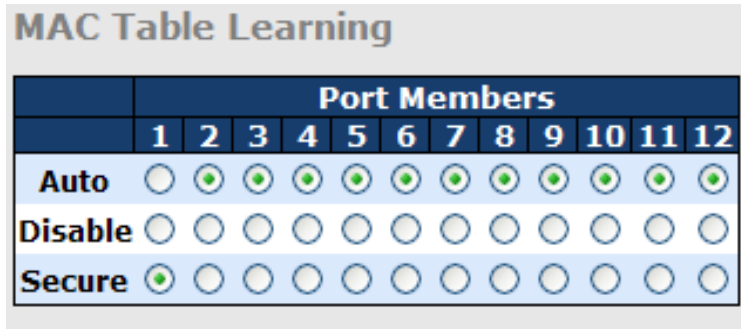 MAC Table Learning
Port Members
1 2 3 4 5 6 7 8 9 10 11 12
Auto
Disable
Secure